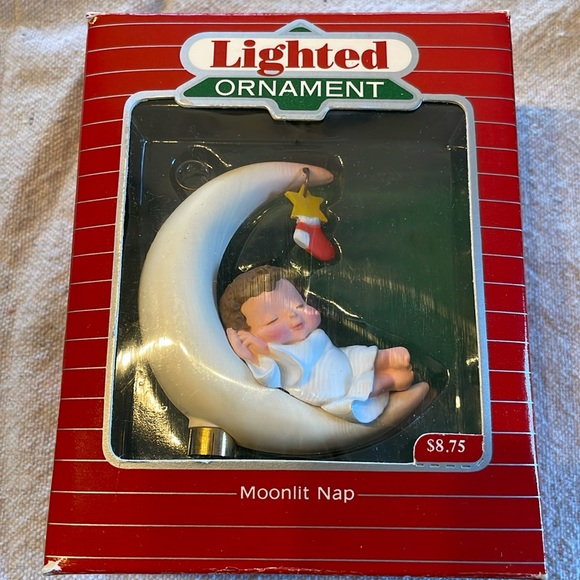 Lighted
ORNAMENT
$8.75
Moonlit Nap